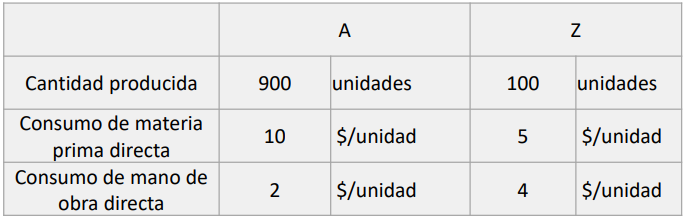 A Z
Cantidad producida 900 unidades 100 unidades
Consumo de materia
prima directa 10 $/unidad 5 $/unidad
Consumo de mano de
obra directa 2 $/unidad 4 $/unidad